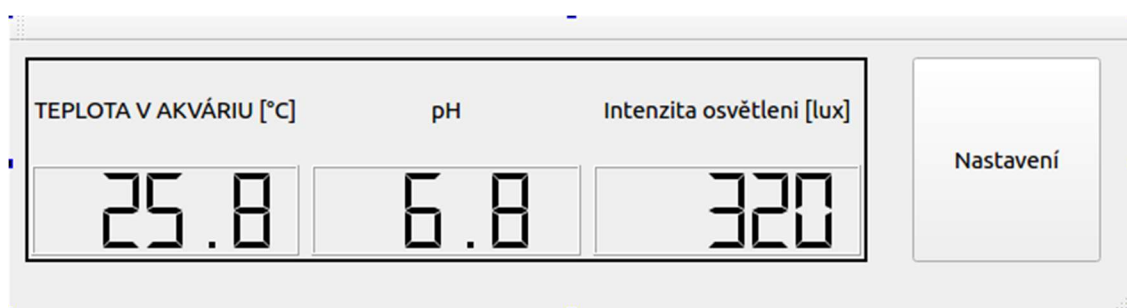 TEPLOTA V AKVÁRIU [°C] pH Intenzita osvětleni [lux]
25.8 6.8 320
Nastavení